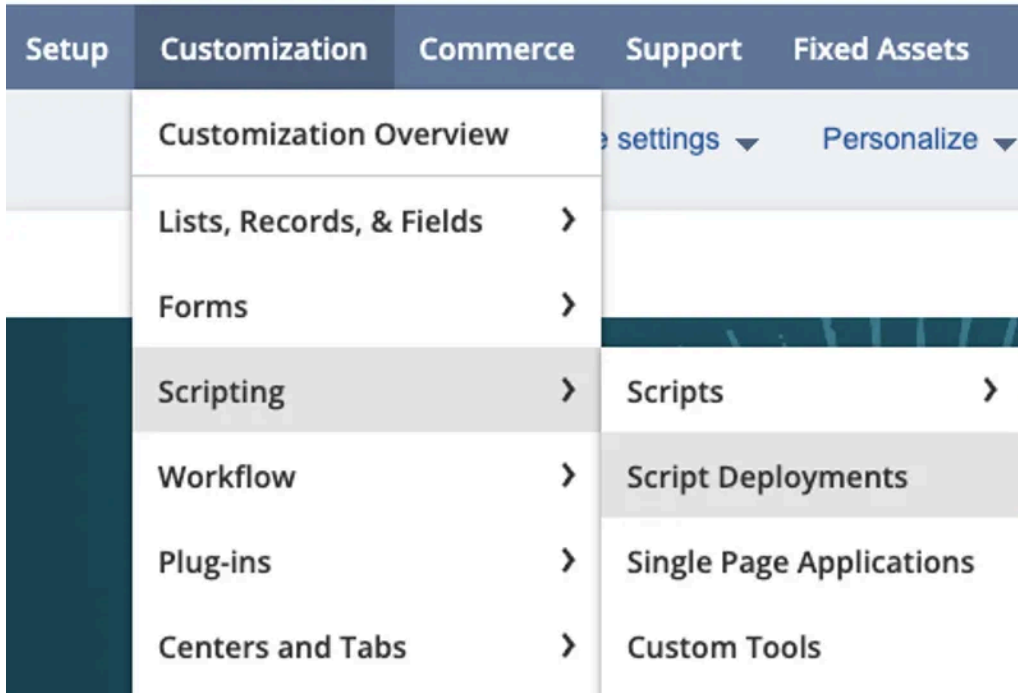 Setup Customization Commerce Support Fixed Assets
Customization Overview
settings Personalize
Lists, Records, & Fields
Forms
Scripting
Scripts
Workflow
Script Deployments
Plug-ins
Single Page Applications
Centers and Tabs
Custom Tools